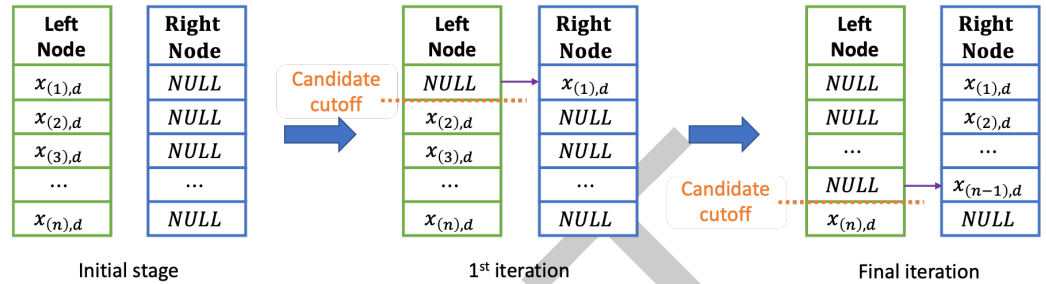 Left
Node
x(1),d
x(2),d
x(3),d
...
x(n),d
Right
Node
NULL
NULL
NULL
...
NULL
Initial stage
Candidate
cutoff
Left
Node
NULL
x(2),d
x(3),d
...
x(n),d
Right
Node
x(1),d
NULL
NULL
...
NULL
1st iteration
Candidate
cutoff
Left
Node
NULL
NULL
...
NULL
x(n),d
Right
Node
x(1),d
x(2),d
...
x(n−1),d
NULL
Final iteration